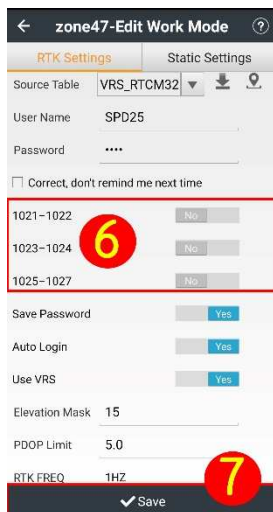 ← zone47-Edit Work Mode ?
RTK Settings Static Settings
Source Table VRS_RTCM32
User Name SPD25
Password ••••
Correct, don't remind me next time
1021-1022 No
1023-1024 No
6
1025-1027 No
Save Password Yes
Auto Login Yes
Use VRS Yes
Elevation Mask 15
PDOP Limit 5.0
RTK FREQ 1HZ
7
Save